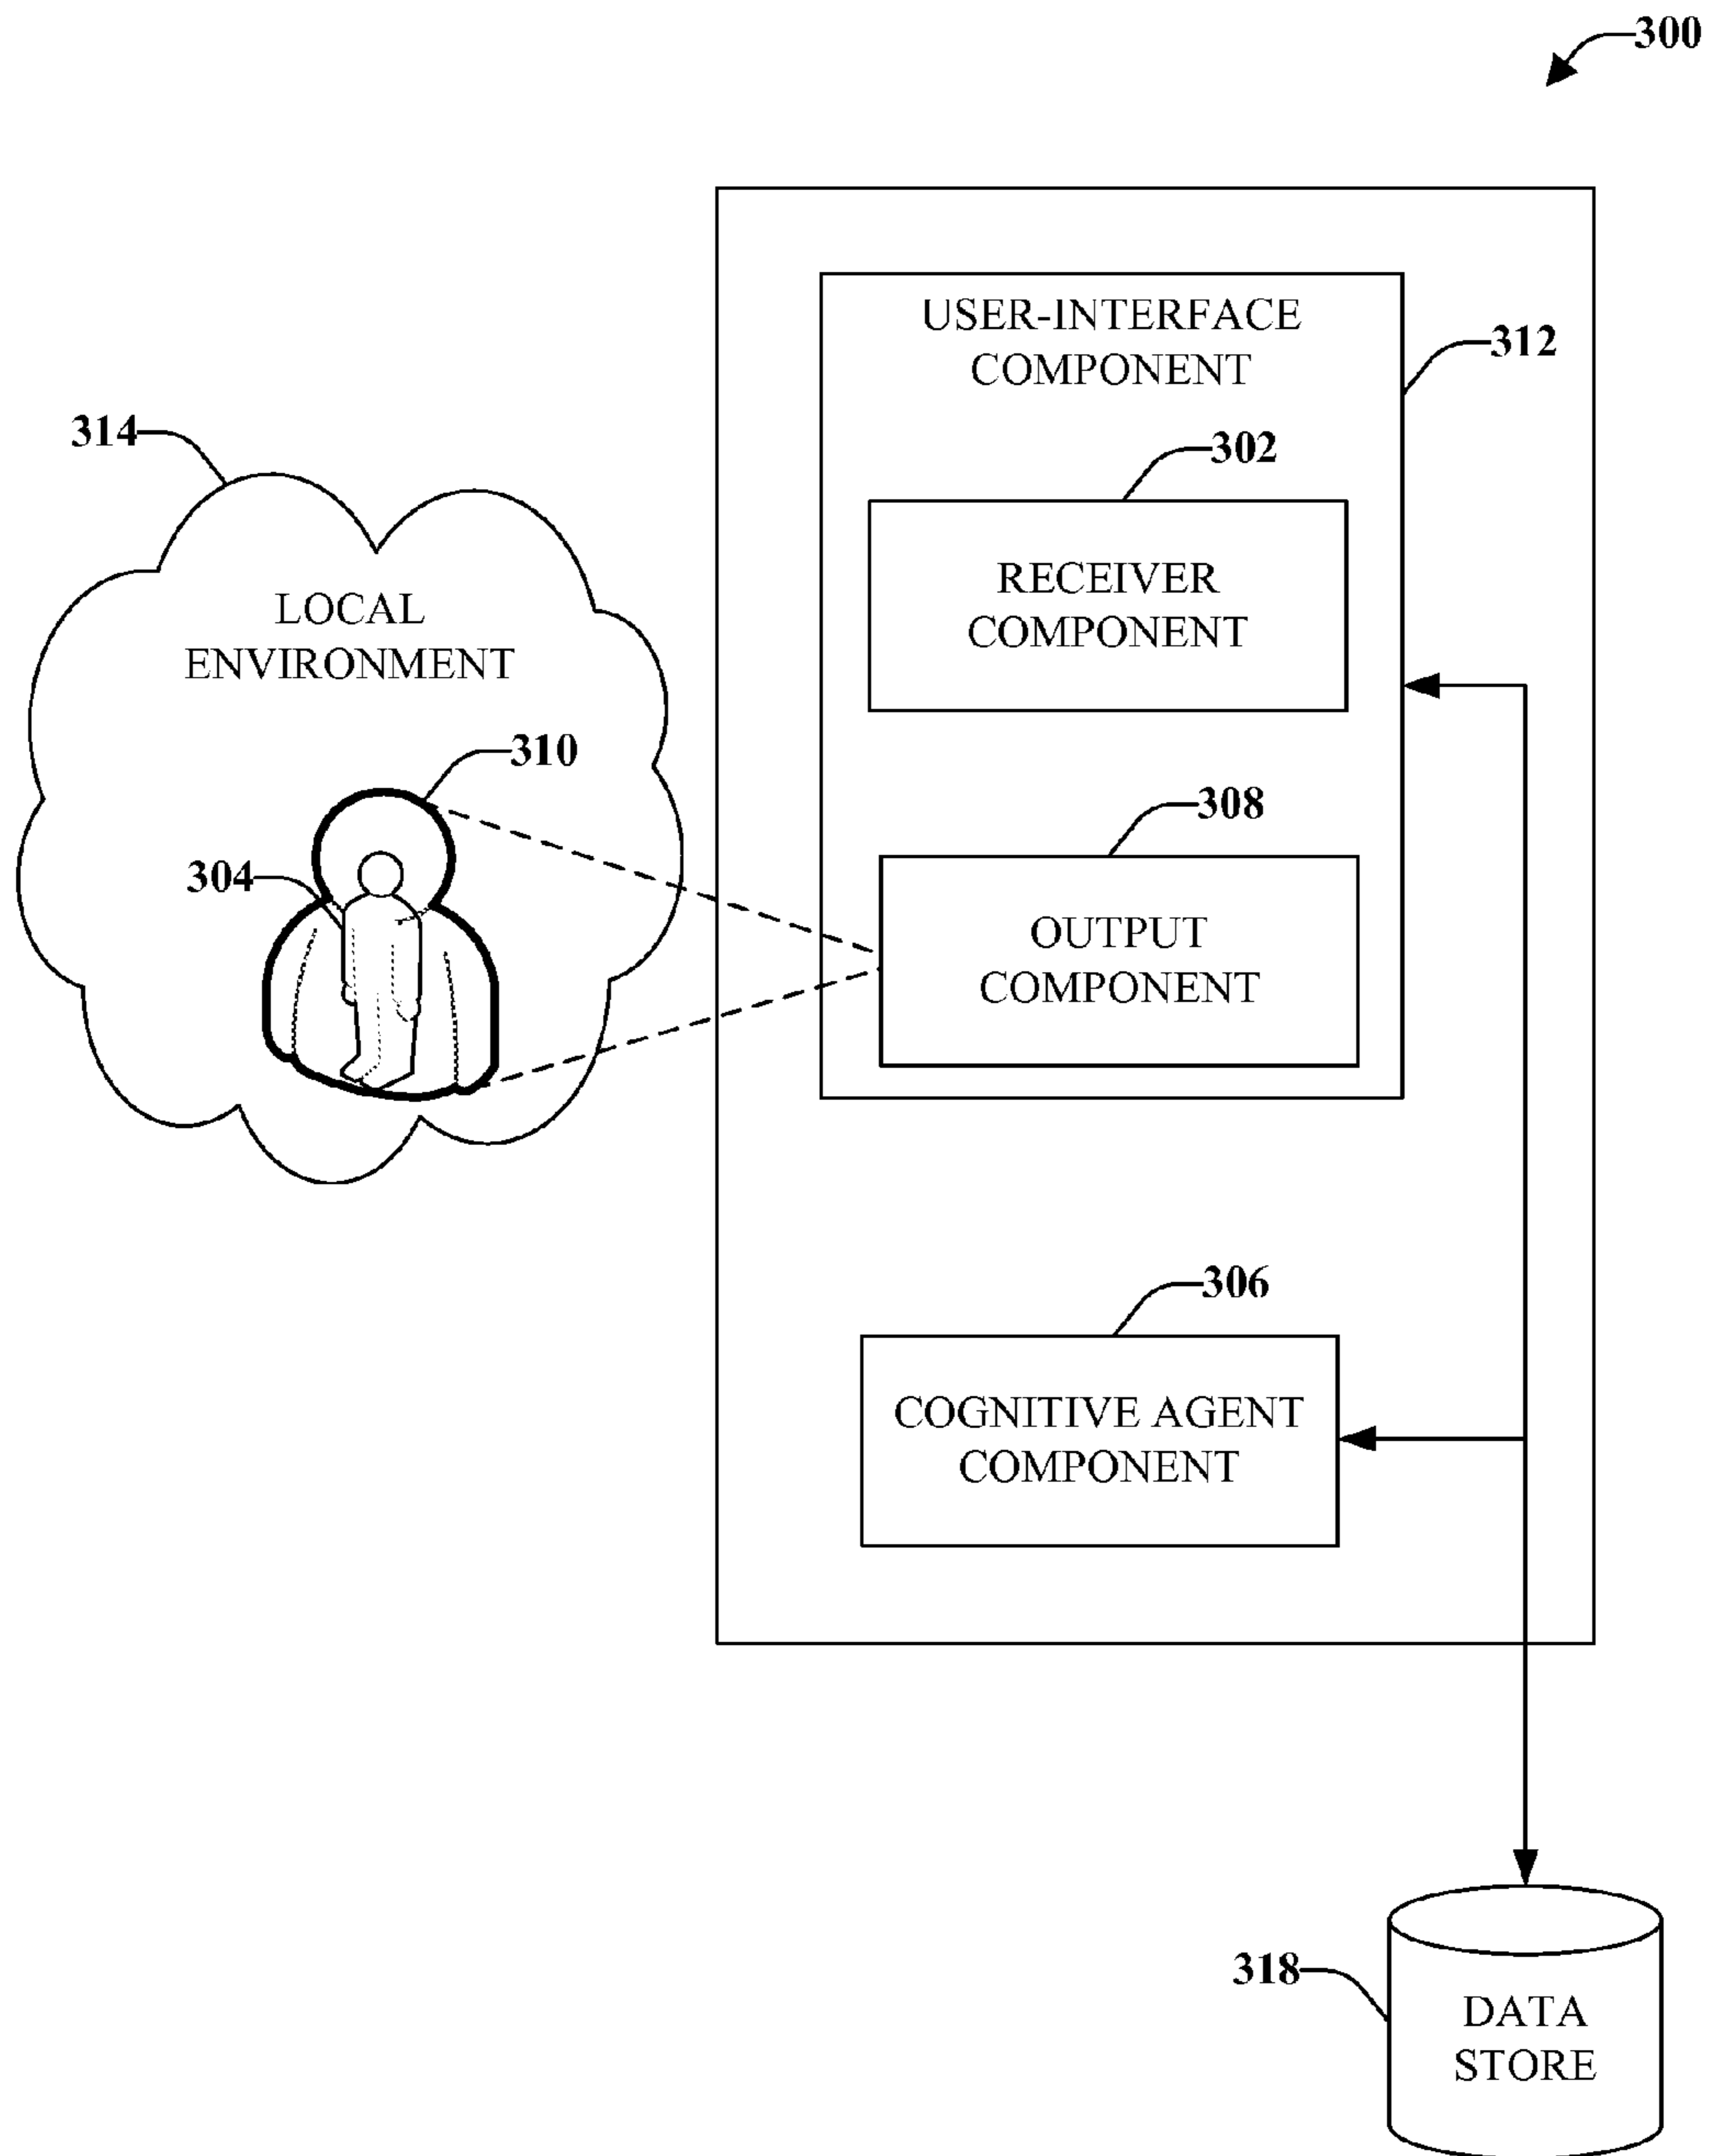 300
USER-INTERFACE
COMPONENT
312
314
302
RECEIVER
COMPONENT
LOCAL
ENVIRONMENT
310
308
304
OUTPUT
COMPONENT
306
COGNITIVE AGENT
COMPONENT
318
DATA
STORE